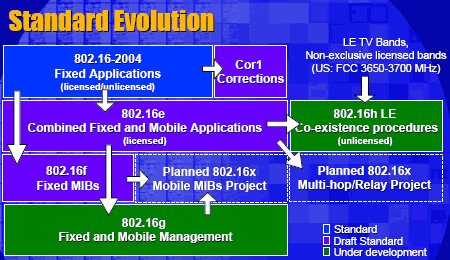 Standard Evolution
802.16-2004
Fixed Applications
(licensed/unlicensed)
Cor1
Corrections
LE TV Bands,
Non-exclusive licensed bands
(US: FCC 3650-3700 MHz)
802.16e
Combined Fixed and Mobile Applications
(licensed)
802.16h LE
Co-existence procedures
(unlicensed)
802.16f
Fixed MIBs
Planned 802.16x
Mobile MIBs Project
Planned 802.16x
Multi-hop/Relay Project
802.16g
Fixed and Mobile Management
Standard
Draft Standard
Under development